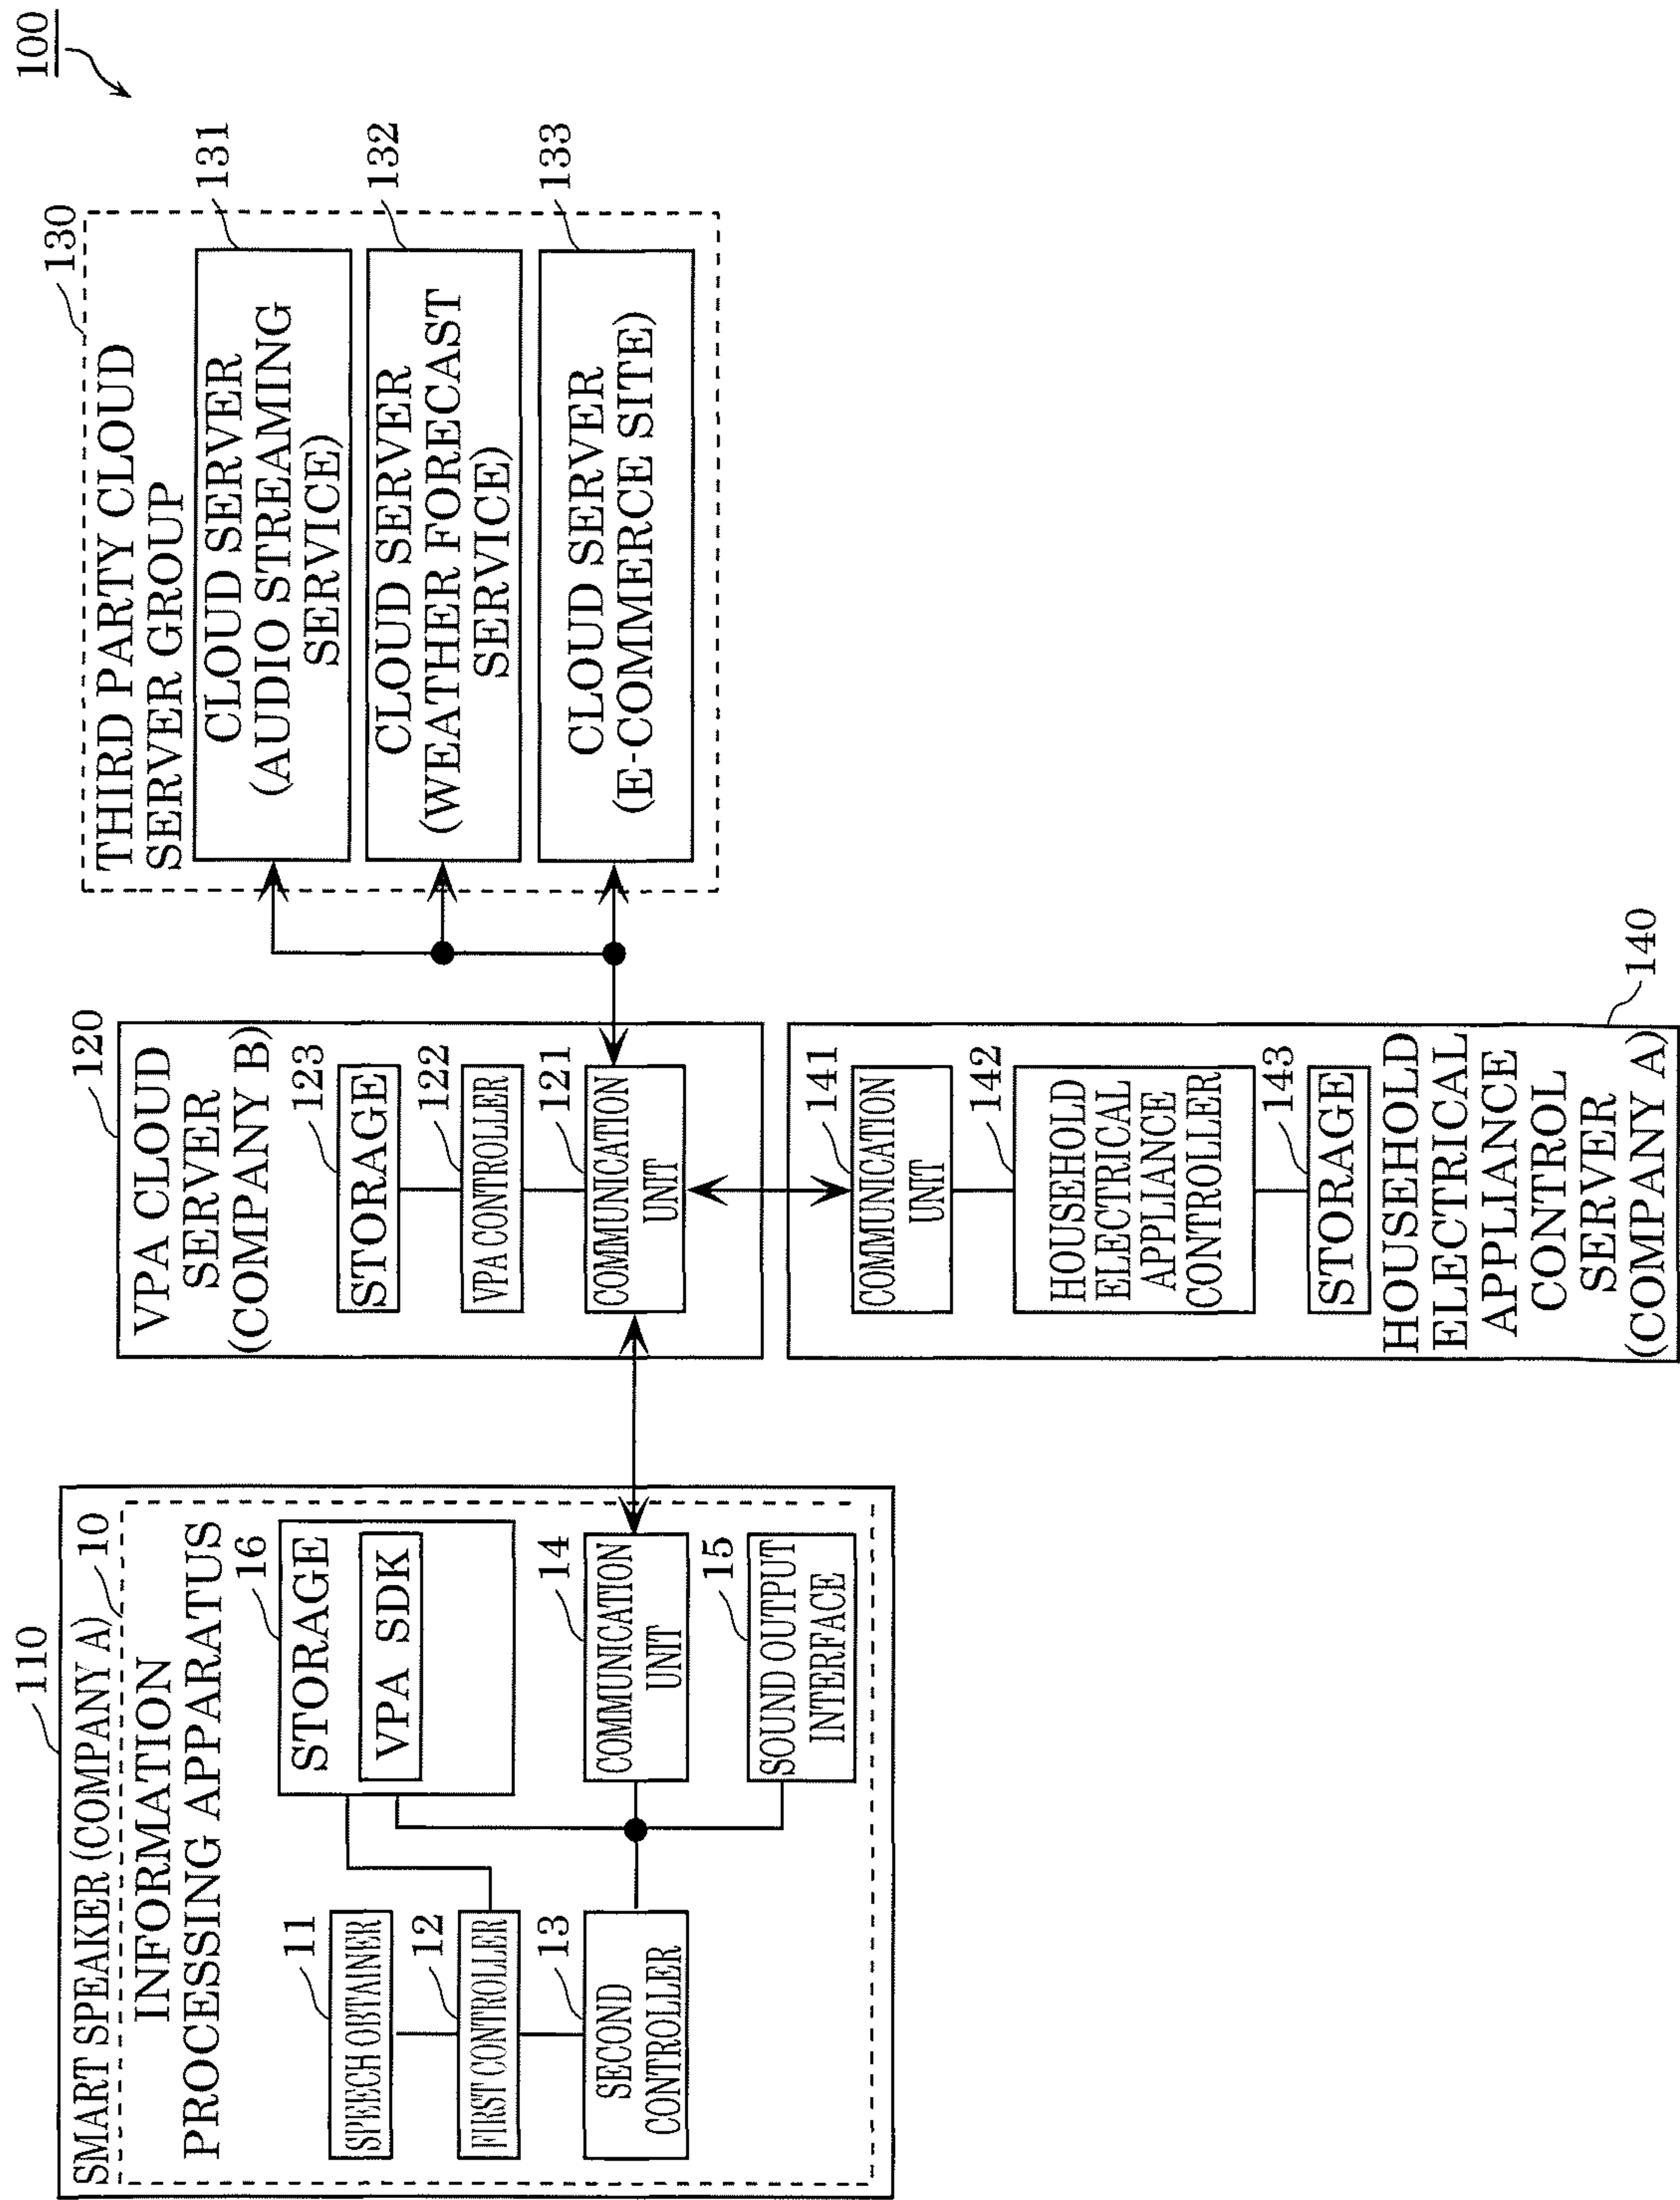 100
110
SMART SPEAKER (COMPANY A)
10
INFORMATION
PROCESSING APPARATUS
11
SPEECH OBTAINER
12
FIRST CONTROLLER
13
SECOND
CONTROLLER
16
STORAGE
VPA SDK
14
COMMUNICATION
UNIT
15
SOUND OUTPUT
INTERFACE
120
VPA CLOUD
SERVER
(COMPANY B)
123
STORAGE
122
VPA CONTROLLER
121
COMMUNICATION
UNIT
130
THIRD PARTY CLOUD
SERVER GROUP
131
CLOUD SERVER
(AUDIO STREAMING
SERVICE)
132
CLOUD SERVER
(WEATHER FORECAST
SERVICE)
133
CLOUD SERVER
(E-COMMERCE SITE)
141
COMMUNICATION
UNIT
142
HOUSEHOLD
ELECTRICAL
APPLIANCE
CONTROLLER
143
STORAGE
HOUSEHOLD
ELECTRICAL
APPLIANCE
CONTROL
SERVER
(COMPANY A)
140